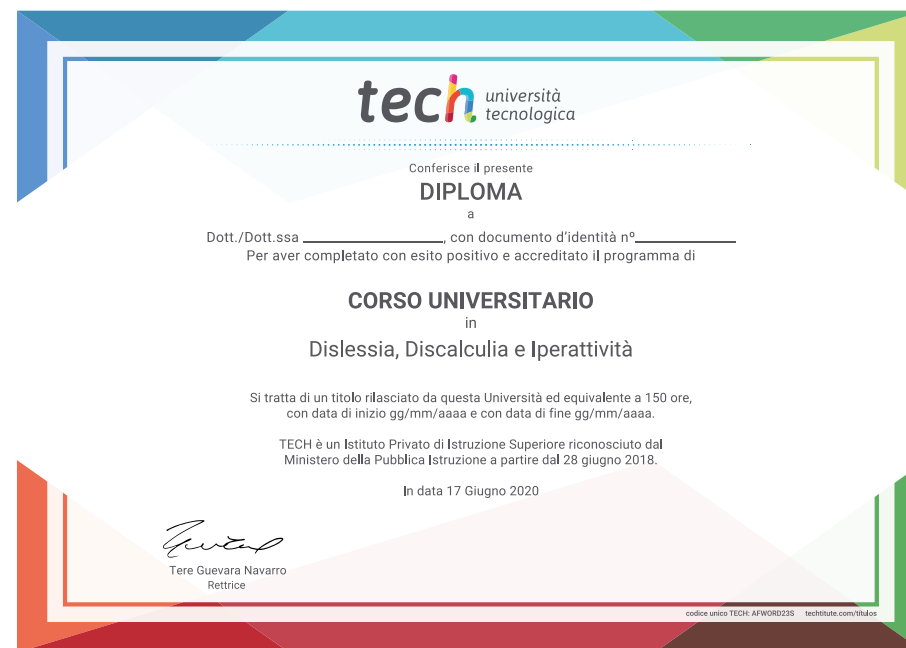 tech università
tecnologica
Conferisce il presente
DIPLOMA
a
Dott./Dott.ssa ____________________, con documento d'identità nº______________
Per aver completato con esito positivo e accreditato il programma di
CORSO UNIVERSITARIO
in
Dislessia, Discalculia e Iperattività
Si tratta di un titolo rilasciato da questa Università ed equivalente a 150 ore,
con data di inizio gg/mm/aaaa e con data di fine gg/mm/aaaa.
TECH è un Istituto Privato di Istruzione Superiore riconosciuto dal
Ministero della Pubblica Istruzione a partire dal 28 giugno 2018.
In data 17 Giugno 2020
Tere Guevara Navarro
Rettrice
codice unico TECH: AFWORD23S techtitute.com/títulos